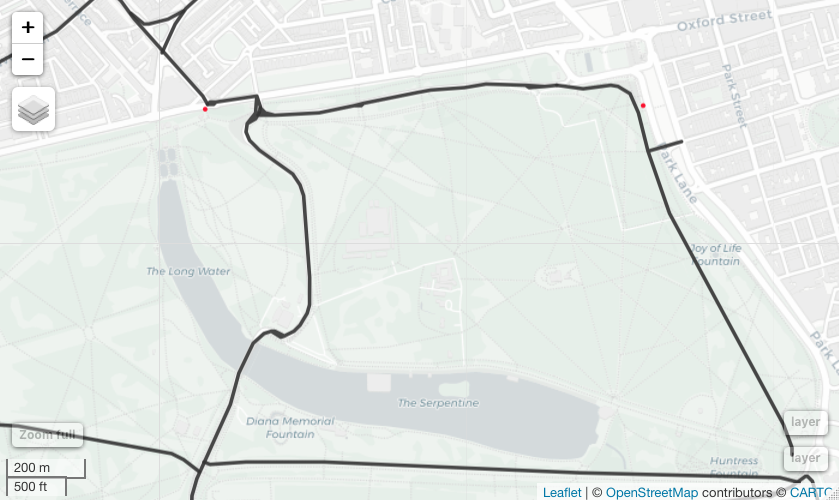 +
Oxford Street
−
Park Street
Park Lane
Joy of Life
Fountain
The Long Water
The Serpentine
Diana Memorial
Fountain
layer
Zoom full
layer
Huntress
Fountain
200 m
500 ft
Leaflet | © OpenStreetMap contributors © CARTO